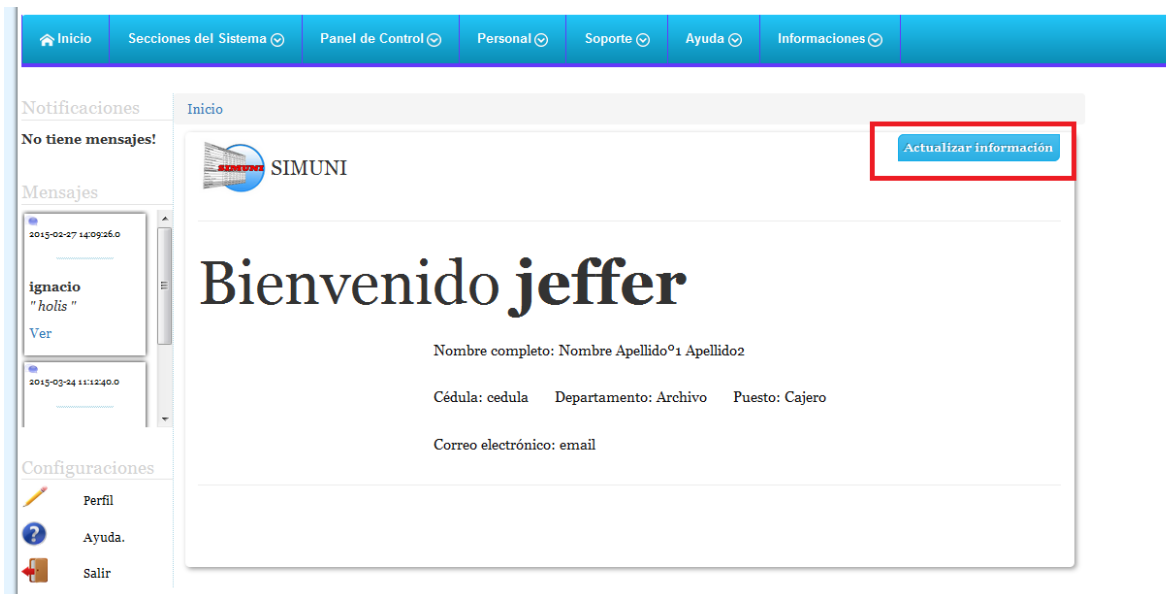 Inicio Secciones del Sistema Panel de Control Personal Soporte Ayuda Informaciones
Notificaciones
No tiene mensajes!
Mensajes
2015-02-27 14:09:26.0
ignacio
" holis "
Ver
2015-03-24 11:12:40.0
Configuraciones
Perfil
Ayuda.
Salir
Inicio
SIMUNI SIMUNI
Actualizar información
Bienvenido jeffer
Nombre completo: Nombre Apellidoº1 Apellido2
Cédula: cedula Departamento: Archivo Puesto: Cajero
Correo electrónico: email